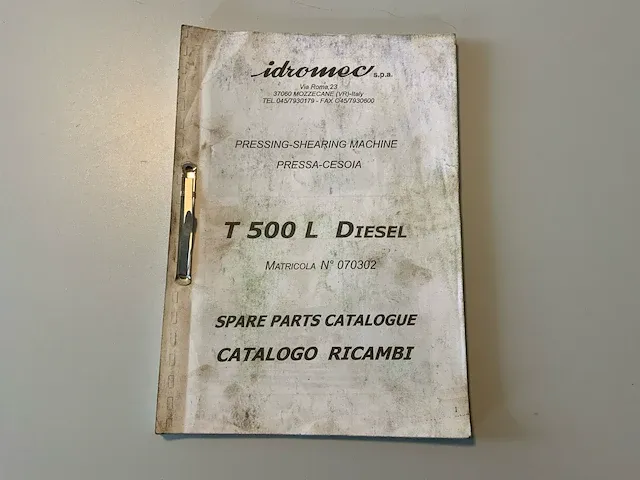 idromec s.p.a.
Via Roma,23
37060 MOZZECANE (VR)-Italy
TEL 045/7930179 - FAX 045/7930600
PRESSING-SHEARING MACHINE
PRESSA-CESOIA
T 500 L DIESEL
MATRICOLA N° 070302
SPARE PARTS CATALOGUE
CATALOGO RICAMBI